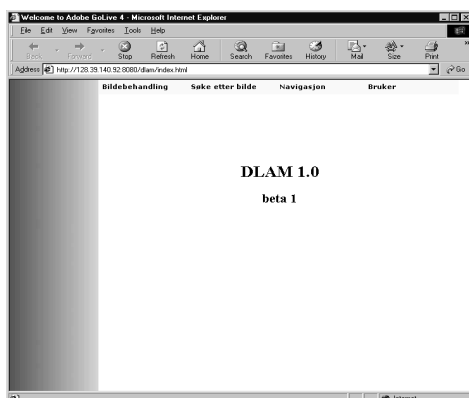 Welcome to Adobe GoLive 4 - Microsoft Internet Explorer
File Edit View Favorites Tools Help
Back Forward Stop Refresh Home Search Favorites History Mail Size Print »
Address http://128.39.140.92:8080/dlam/index.html Go
Bildebehandling Søke etter bilde Navigasjon Bruker
DLAM 1.0
beta 1
Internet